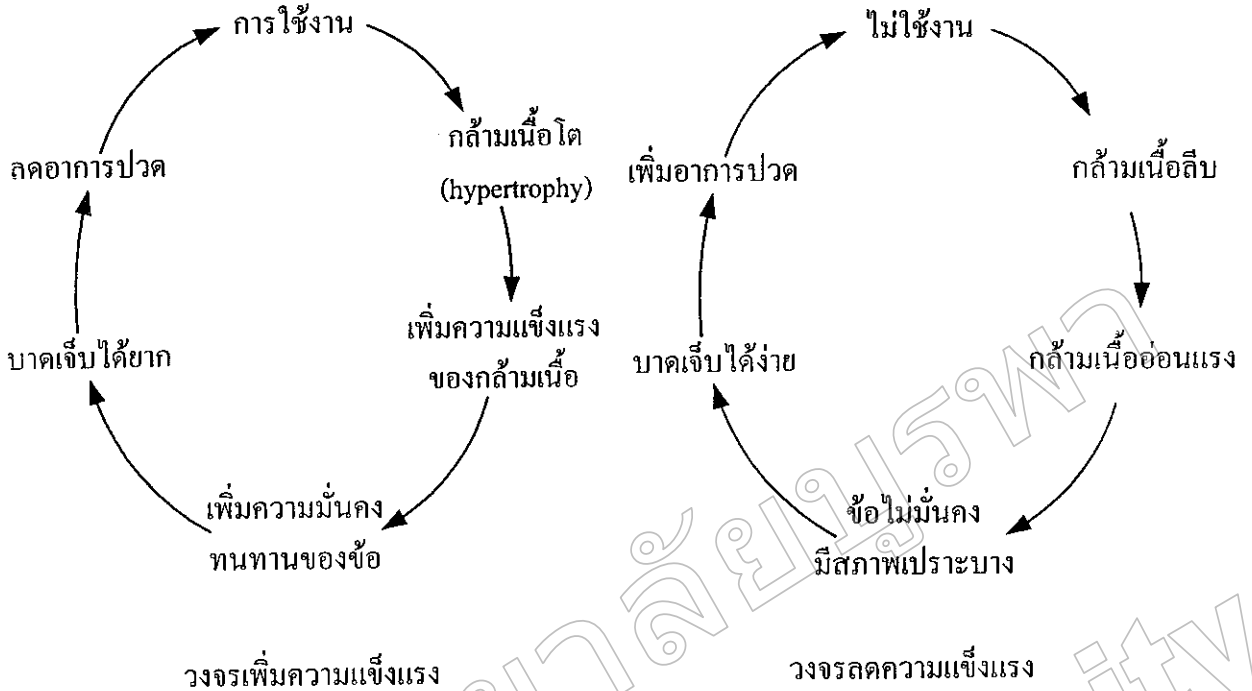 การใช้งาน
กล้ามเนื้อโต
(hypertrophy)
เพิ่มความแข็งแรง
ของกล้ามเนื้อ
เพิ่มความมั่นคง
ทนทานของข้อ
บาดเจ็บได้ยาก
ลดอาการปวด
วงจรเพิ่มความแข็งแรง
ไม่ใช้งาน
กล้ามเนื้อลีบ
กล้ามเนื้ออ่อนแรง
ข้อไม่มั่นคง
มีสภาพเปราะบาง
บาดเจ็บได้ง่าย
เพิ่มอาการปวด
วงจรลดความแข็งแรง